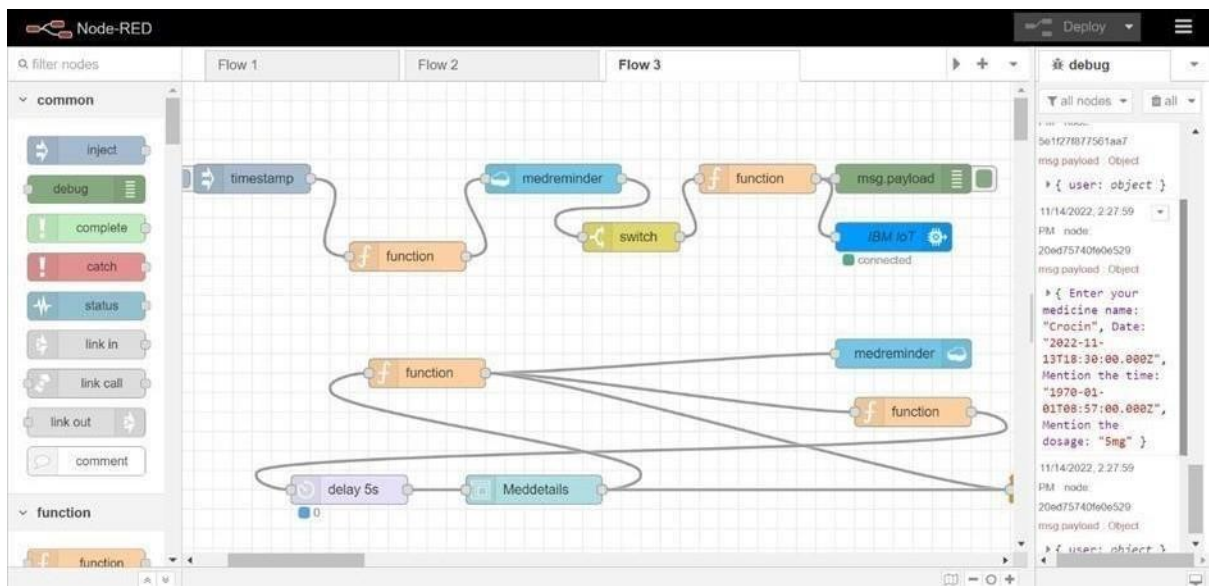 Node-RED
Deploy
filter nodes
Flow 1
Flow 2
Flow 3
debug
common
all nodes
all
inject
debug
complete
catch
status
link in
link call
link out
comment
function
function
timestamp
function
medreminder
switch
function
msg.payload
IBM IoT
connected
function
medreminder
function
delay 5s
0
Meddetails
5e1f27f877561aa7
msg.payload : Object
{ user: object }
11/14/2022, 2:27:59
PM node:
20ed75740fe0e529
msg.payload : Object
{ Enter your
medicine name:
"Crocin", Date:
"2022-11-
13T18:30:00.000Z",
Mention the time:
"1970-01-
01T08:57:00.000Z",
Mention the
dosage: "5mg" }
11/14/2022, 2:27:59
PM node:
20ed75740fe0e529
msg.payload : Object
{ user: object }